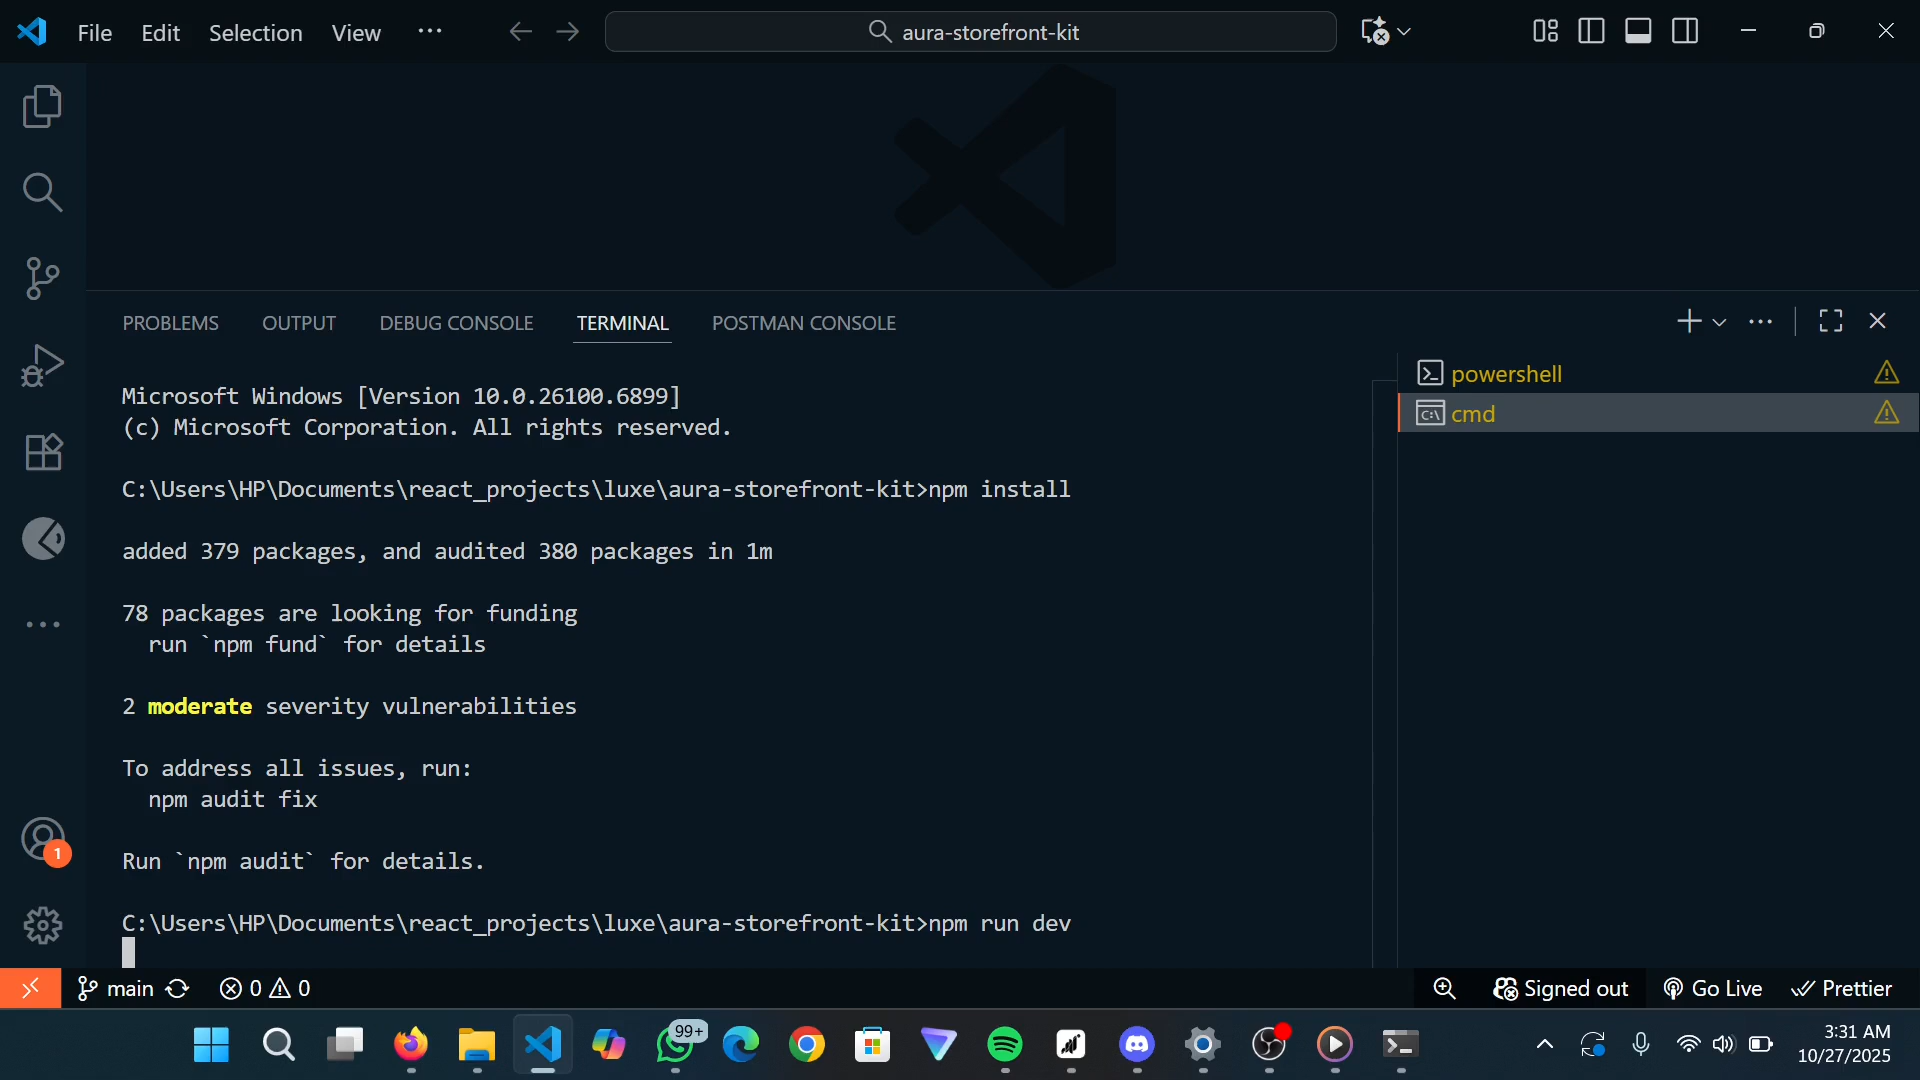 File Edit Selection View ··· aura-storefront-kit
PROBLEMS OUTPUT DEBUG CONSOLE TERMINAL POSTMAN CONSOLE
powershell
cmd
Microsoft Windows [Version 10.0.26100.6899]
(c) Microsoft Corporation. All rights reserved.
C:\Users\HP\Documents\react_projects\luxe\aura-storefront-kit>npm install
added 379 packages, and audited 380 packages in 1m
78 packages are looking for funding
run `npm fund` for details
2 moderate severity vulnerabilities
To address all issues, run:
npm audit fix
Run `npm audit` for details.
C:\Users\HP\Documents\react_projects\luxe\aura-storefront-kit>npm run dev
1
main 0 0 Signed out Go Live Prettier
99+
3:31 AM
10/27/2025